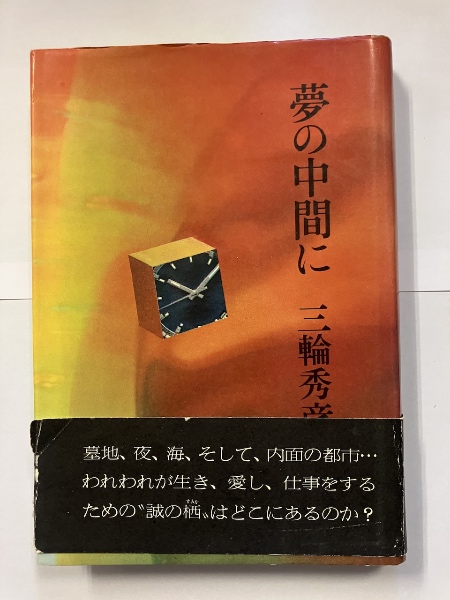 夢の中間に 三輪秀
墓地、夜、海、そして、内面の都市…
われわれが生き、愛し、仕事をする
ための〝誠の栖〟はどこにあるのか？